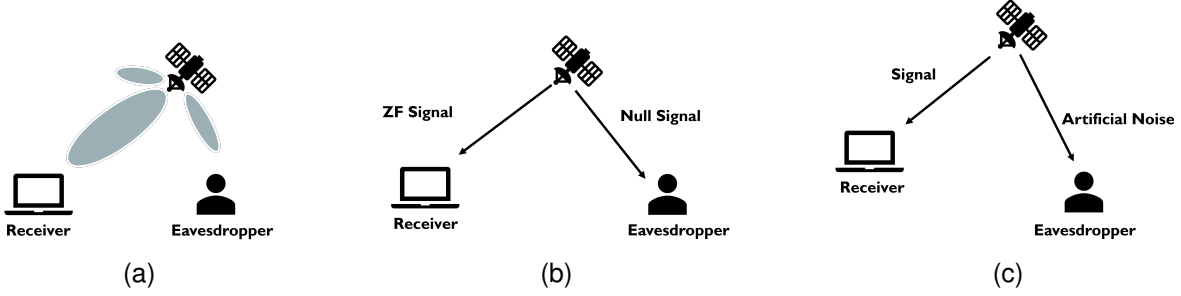 Receiver
Eavesdropper
(a)
ZF Signal
Null Signal
Receiver
Eavesdropper
(b)
Signal
Artificial Noise
Receiver
Eavesdropper
(c)